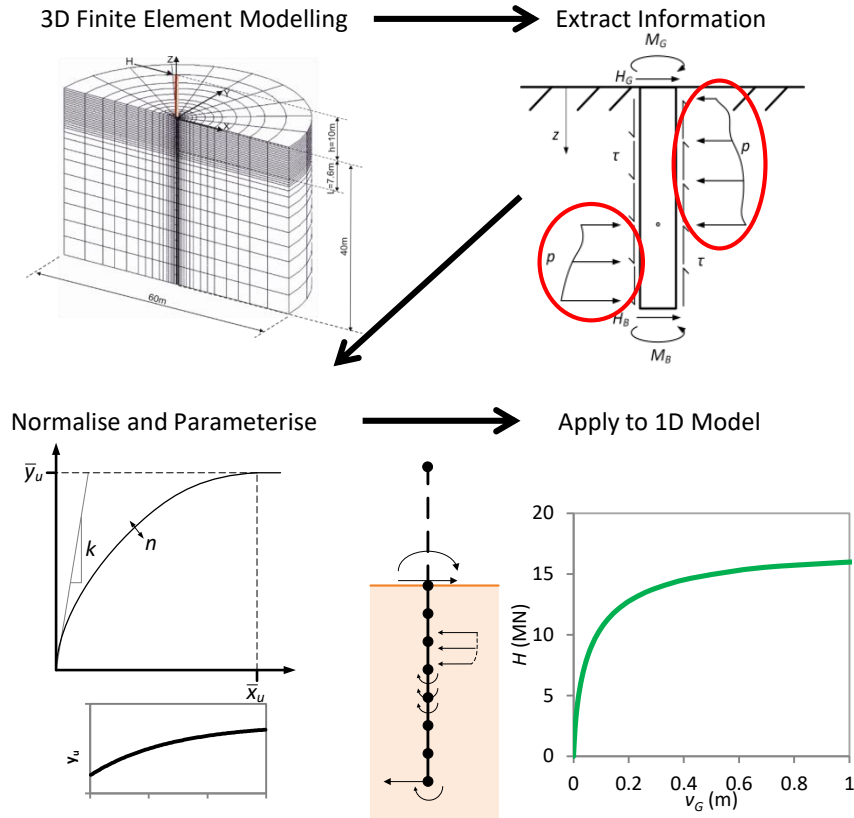 3D Finite Element Modelling
Extract Information
H
Z
Y
X
h=10m
L=7.6m
40m
60m
M_G
H_G
z
τ
p
p
τ
H_B
M_B
Normalise and Parameterise
Apply to 1D Model
y̅_u
k
n
x̅_u
y_u
H (MN)
20
15
10
5
0
0
0.2
0.4
0.6
0.8
1
v_G (m)